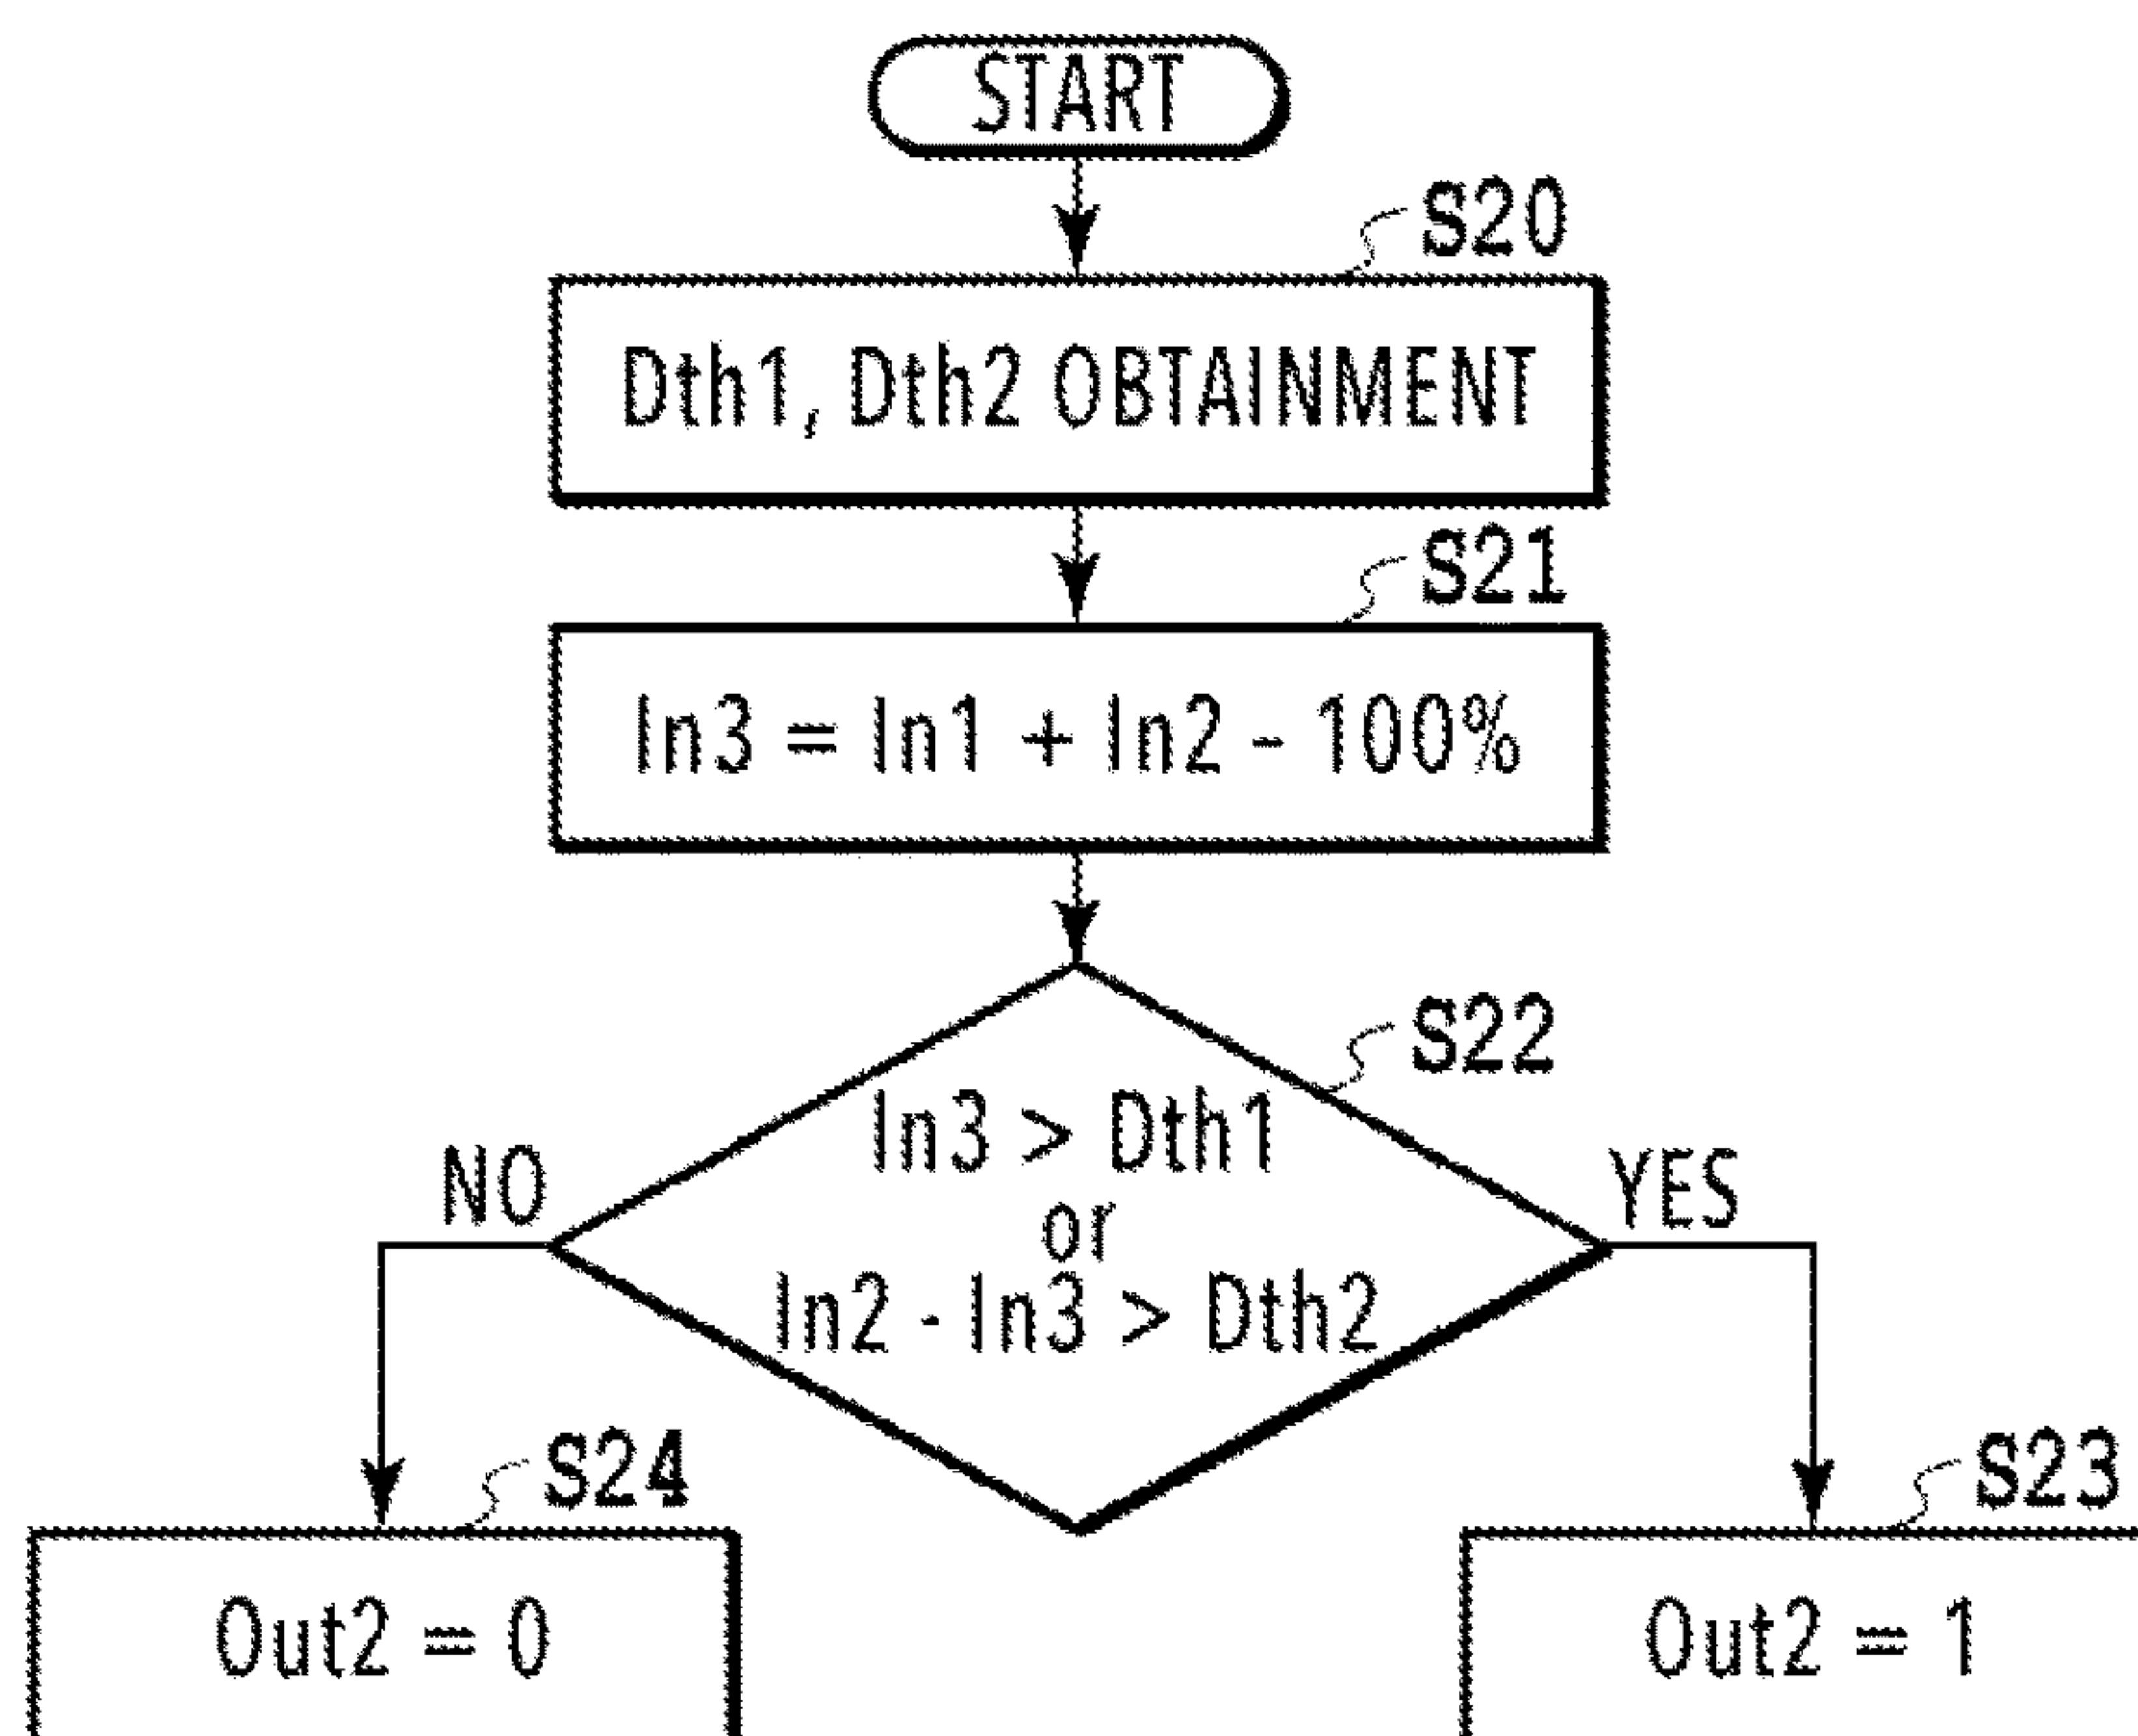 START
S20
Dth1, Dth2 OBTAINMENT
S21
In3 = In1 + In2 - 100%
S22
In3 > Dth1
or
In2 - In3 > Dth2
NO
YES
S24
S23
Out2 = 0
Out2 = 1